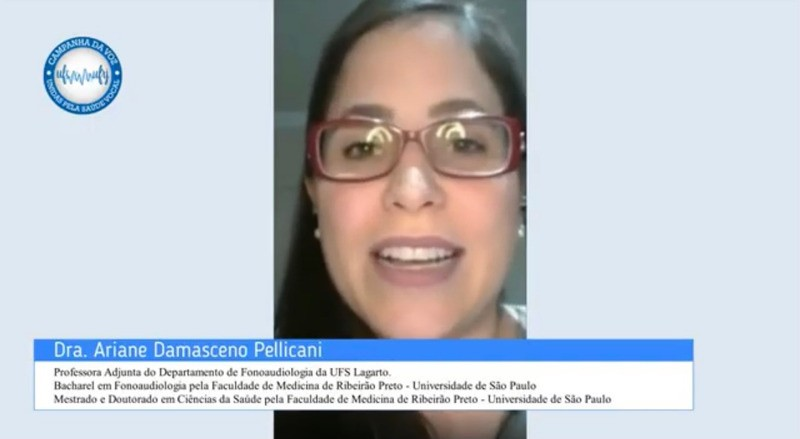 CAMPANHA DA VOZ
ufs ufrj
UNIDAS PELA SAÚDE VOCAL
Dra. Ariane Damasceno Pellicani
Professora Adjunta do Departamento de Fonoaudiologia da UFS Lagarto.
Bacharel em Fonoaudiologia pela Faculdade de Medicina de Ribeirão Preto - Universidade de São Paulo
Mestrado e Doutorado em Ciências da Saúde pela Faculdade de Medicina de Ribeirão Preto - Universidade de São Paulo